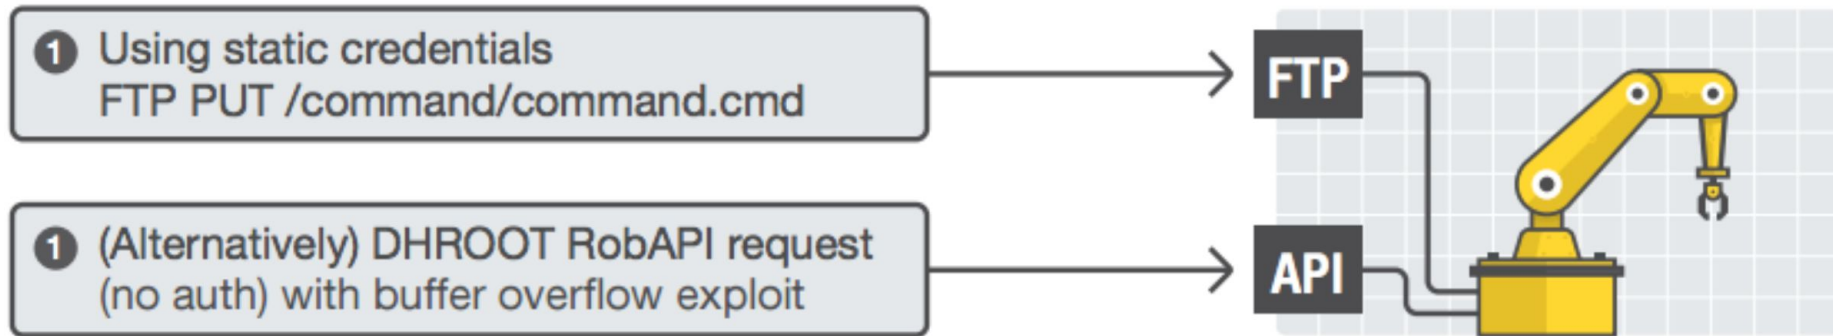 1 Using static credentials
FTP PUT /command/command.cmd
FTP
1 (Alternatively) DHROOT RobAPI request
(no auth) with buffer overflow exploit
API